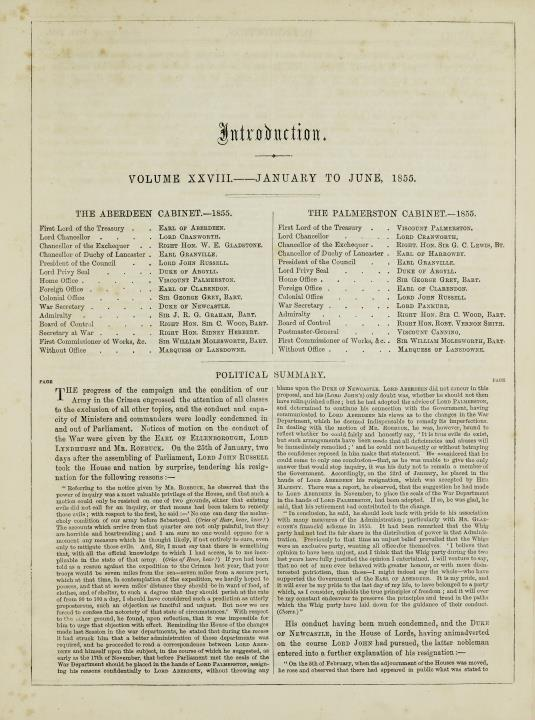 Introduction.
VOLUME XXVIII.——JANUARY TO JUNE, 1855.
THE ABERDEEN CABINET.—1855.
First Lord of the Treasury . . EARL OF ABERDEEN.
Lord Chancellor . . . . LORD CRANWORTH.
Chancellor of the Exchequer . . RIGHT HON. W. E. GLADSTONE.
Chancellor of Duchy of Lancaster . EARL GRANVILLE.
President of the Council . . LORD JOHN RUSSELL.
Lord Privy Seal . . . . DUKE OF ARGYLL.
Home Office . . . . . VISCOUNT PALMERSTON.
Foreign Office . . . . EARL OF CLARENDON.
Colonial Office . . . . SIR GEORGE GREY, BART.
War Secretary . . . . DUKE OF NEWCASTLE.
Admiralty . . . . . SIR J. R. G. GRAHAM, BART.
Board of Control . . . . RIGHT HON. SIR C. WOOD, BART.
Secretary at War . . . . RIGHT HON. SIDNEY HERBERT.
First Commissioner of Works, &c. . SIR WILLIAM MOLESWORTH, BART.
Without Office . . . . MARQUESS OF LANSDOWNE.
THE PALMERSTON CABINET.—1855.
First Lord of the Treasury . . . VISCOUNT PALMERSTON.
Lord Chancellor . . . . LORD CRANWORTH.
Chancellor of the Exchequer . . . RIGHT. HON. SIR G. C. LEWIS, BT.
Chancellor of Duchy of Lancaster . . EARL OF HARROWBY.
President of the Council . . . EARL GRANVILLE.
Lord Privy Seal . . . . DUKE OF ARGYLL.
Home Office . . . . . SIR GEORGE GREY, BART.
Foreign Office . . . . EARL OF CLARENDON.
Colonial Office . . . . LORD JOHN RUSSELL.
War Secretary . . . . LORD PANMURE.
Admiralty . . . . . RIGHT HON. SIR C. WOOD, BART.
Board of Control . . . . RIGHT HON. ROBT. VERNON SMITH.
Postmaster-General . . . . VISCOUNT CANNING.
First Commissioner of Works, &c. . . SIR WILLIAM MOLESWORTH, BART.
Without Office . . . . MARQUESS OF LANSDOWNE.
POLITICAL SUMMARY.
PAGE
THE progress of the campaign and the condition of our
Army in the Crimea engrossed the attention of all classes
to the exclusion of all other topics, and the conduct and capa-
city of Ministers and commanders were loudly condemned in
and out of Parliament. Notices of motion on the conduct of
the War were given by the EARL OF ELLENBOROUGH, LORD
LYNDHURST and MR. ROEBUCK. On the 25th of January, two
days after the assembling of Parliament, LORD JOHN RUSSELL
took the House and nation by surprise, tendering his resig-
nation for the following reasons :—
"Referring to the notice given by MR. ROEBUCK, he observed that the
power of inquiry was a most valuable privilege of the House, and that such a
motion could only be resisted on one of two grounds, either that existing
evils did not call for an inquiry, or that means had been taken to remedy
those evils; with respect to the first, he said :—' No one can deny the melan-
choly condition of our army before Sebastopol. (Cries of Hear, hear, hear!)
The accounts which arrive from that quarter are not only painful, but they
are horrible and heartrending; and I am sure no one would oppose for a
moment any measures which he thought likely, if not entirely to cure, even
only to mitigate those evils. And, Sir, I must say that there is something
that, with all the official knowledge to which I had access, is to me inex-
plicable in the state of that army. (Cries of Hear, hear!) If you had been
told as a reason against the expedition to the Crimea last year, that your
troops would be seven miles from the sea—seven miles from a secure port,
which at that time, in contemplation of the expedition, we hardly hoped to
possess, and that at seven miles' distance they should be in want of food, of
clothes, and of shelter, to such a degree that they should perish at the rate
of from 90 to 100 a day, I should have considered such a prediction as utterly
preposterous, such an objection as fanciful and unjust. But now we are
forced to confess the notoriety of that state of circumstances.' With respect
to the other ground, he found, upon reflection, that it was impossible for
him to urge that objection with effect. Reminding the House of the changes
made last Session in the war departments, he stated that during the recess
it had struck him that a better administration of those departments was
required, and he proceeded to read a correspondence between LORD ABER-
DEEN and himself upon this subject, in the course of which he suggested, so
early as the 17th of November, that before Parliament met the seals of the
War Department should be placed in the hands of LORD PALMERSTON, assign-
ing his reasons confidentially to LORD ABERDEEN, without throwing any
PAGE
blame upon the DUKE OF NEWCASTLE. LORD ABERDEEN did not concur in this
proposal, and his (LORD JOHN'S) only doubt was, whether he should not then
have relinquished office; but he had adopted the advice of LORD PALMERSTON,
and determined to continue his connection with the Government, having
communicated to LORD ABERDEEN his views as to the changes in the War
Department, which he deemed indispensable to remedy its imperfections.
In dealing with the motion of MR. ROEBUCK, he was, however, bound to
reflect whether he could fairly and honestly say, ' It is true evils do exist,
but such arrangements have been made that all deficiencies and abuses will
be immediately remedied;' and he could not honestly or without betraying
the confidence reposed in him make that statement. He considered that he
could come to only one conclusion—that, as he was unable to give the only
answer that would stop inquiry, it was his duty not to remain a member of
the Government. Accordingly, on the 23rd of January, he placed in the
hands of LORD ABERDEEN his resignation, which was accepted by HER
MAJESTY. There was a report, he observed, that the suggestion he had made
to LORD ABERDEEN in November, to place the seals of the War Department
in the hands of LORD PALMERSTON, had been adopted. If so, he was glad, he
said, that his retirement had contributed to the change.
"In conclusion, he said, he should look back with pride to his association
with many measures of the Administration; particularly with MR. GLAD-
STONE'S financial scheme in 1853. It had been remarked that the Whig
party had not had its fair share in the distribution of power in that Adminis-
tration. Previously to that time an unjust belief prevailed that the Whigs
were an exclusive party, wanting all office for themselves. ' I believe that
opinion to have been unjust, and I think that the Whig party during the two
last years have fully justified the opinion I entertained. I will venture to say,
that no set of men ever behaved with greater honour, or with more disin-
terested patriotism, than those—I might indeed say the whole—who have
supported the Government of the EARL OF ABERDEEN. It is my pride, and
it will ever be my pride to the last day of my life, to have belonged to a party
which, as I consider, upholds the true principles of freedom; and it will ever
be my constant endeavour to preserve the principles and tread in the paths
which the Whig party have laid down for the guidance of their conduct.
(Cheers.)"
His conduct having been much condemned, and the DUKE
OF NEWCASTLE, in the House of Lords, having animadverted
on the course LORD JOHN had pursued, the latter nobleman
entered into a further explanation of his resignation :—
"On the 8th of February, when the adjournment of the Houses was moved,
he rose and observed that there had appeared in public what was stated to